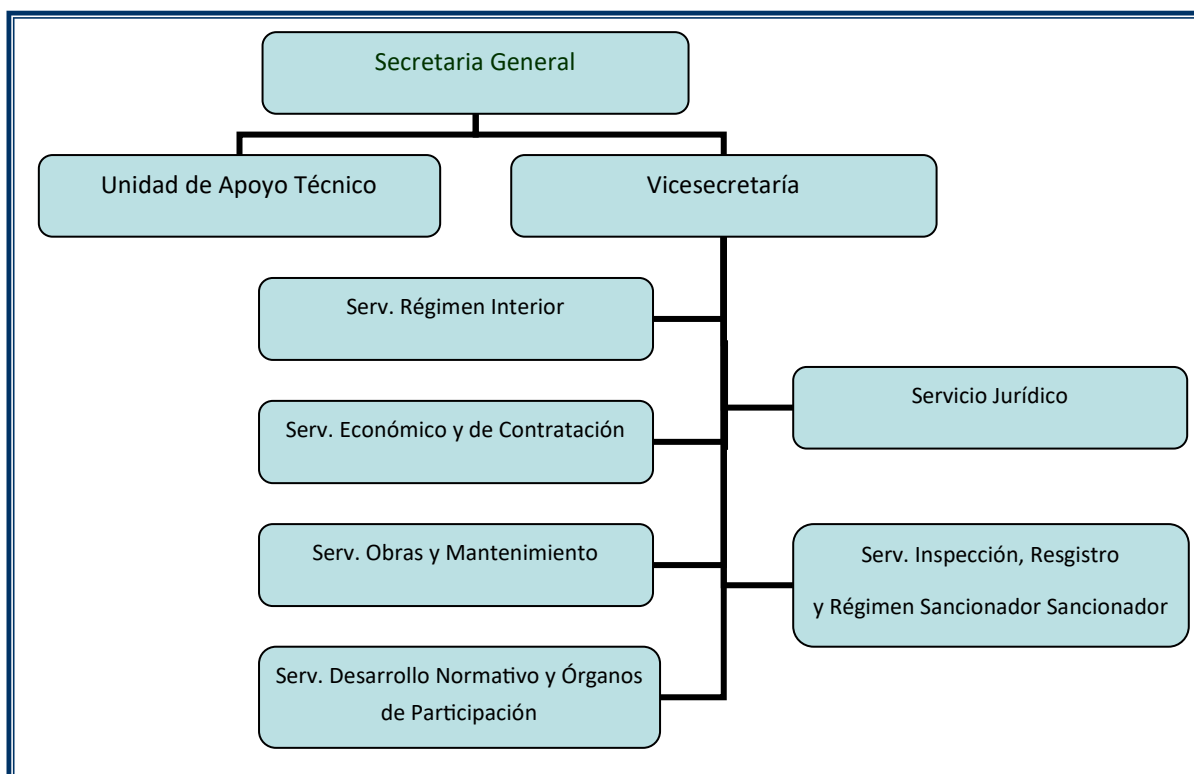 Secretaria General
Unidad de Apoyo Técnico
Vicesecretaría
Serv. Régimen Interior
Servicio Jurídico
Serv. Económico y de Contratación
Serv. Obras y Mantenimiento
Serv. Inspección, Resgistro
y Régimen Sancionador Sancionador
Serv. Desarrollo Normativo y Órganos
de Participación